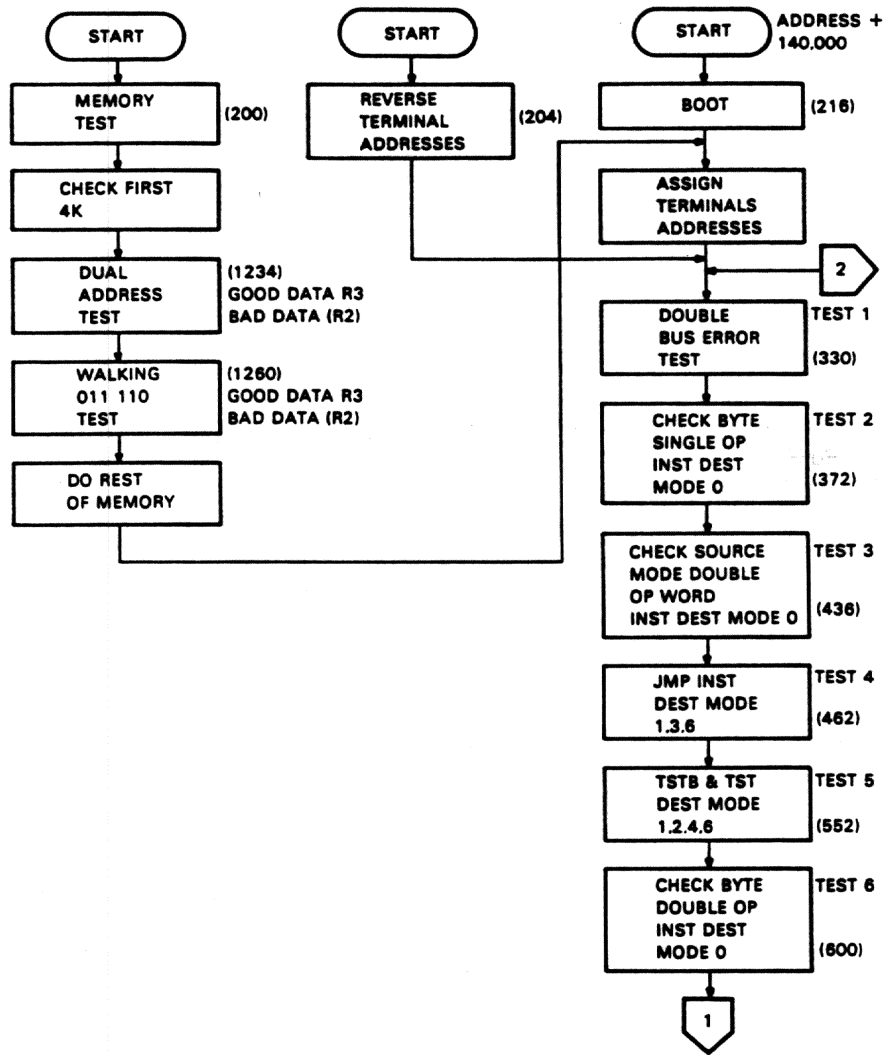 START
MEMORY
TEST
(200)
CHECK FIRST
4K
DUAL
ADDRESS
TEST
(1234)
GOOD DATA R3
BAD DATA (R2)
WALKING
011 110
TEST
(1260)
GOOD DATA R3
BAD DATA (R2)
DO REST
OF MEMORY
START
REVERSE
TERMINAL
ADDRESSES
(204)
START
ADDRESS +
140,000
BOOT
(216)
ASSIGN
TERMINALS
ADDRESSES
2
DOUBLE
BUS ERROR
TEST
TEST 1
(330)
CHECK BYTE
SINGLE OP
INST DEST
MODE 0
TEST 2
(372)
CHECK SOURCE
MODE DOUBLE
OP WORD
INST DEST MODE 0
TEST 3
(436)
JMP INST
DEST MODE
1.3.6
TEST 4
(462)
TSTB & TST
DEST MODE
1.2.4.6
TEST 5
(552)
CHECK BYTE
DOUBLE OP
INST DEST
MODE 0
TEST 6
(600)
1